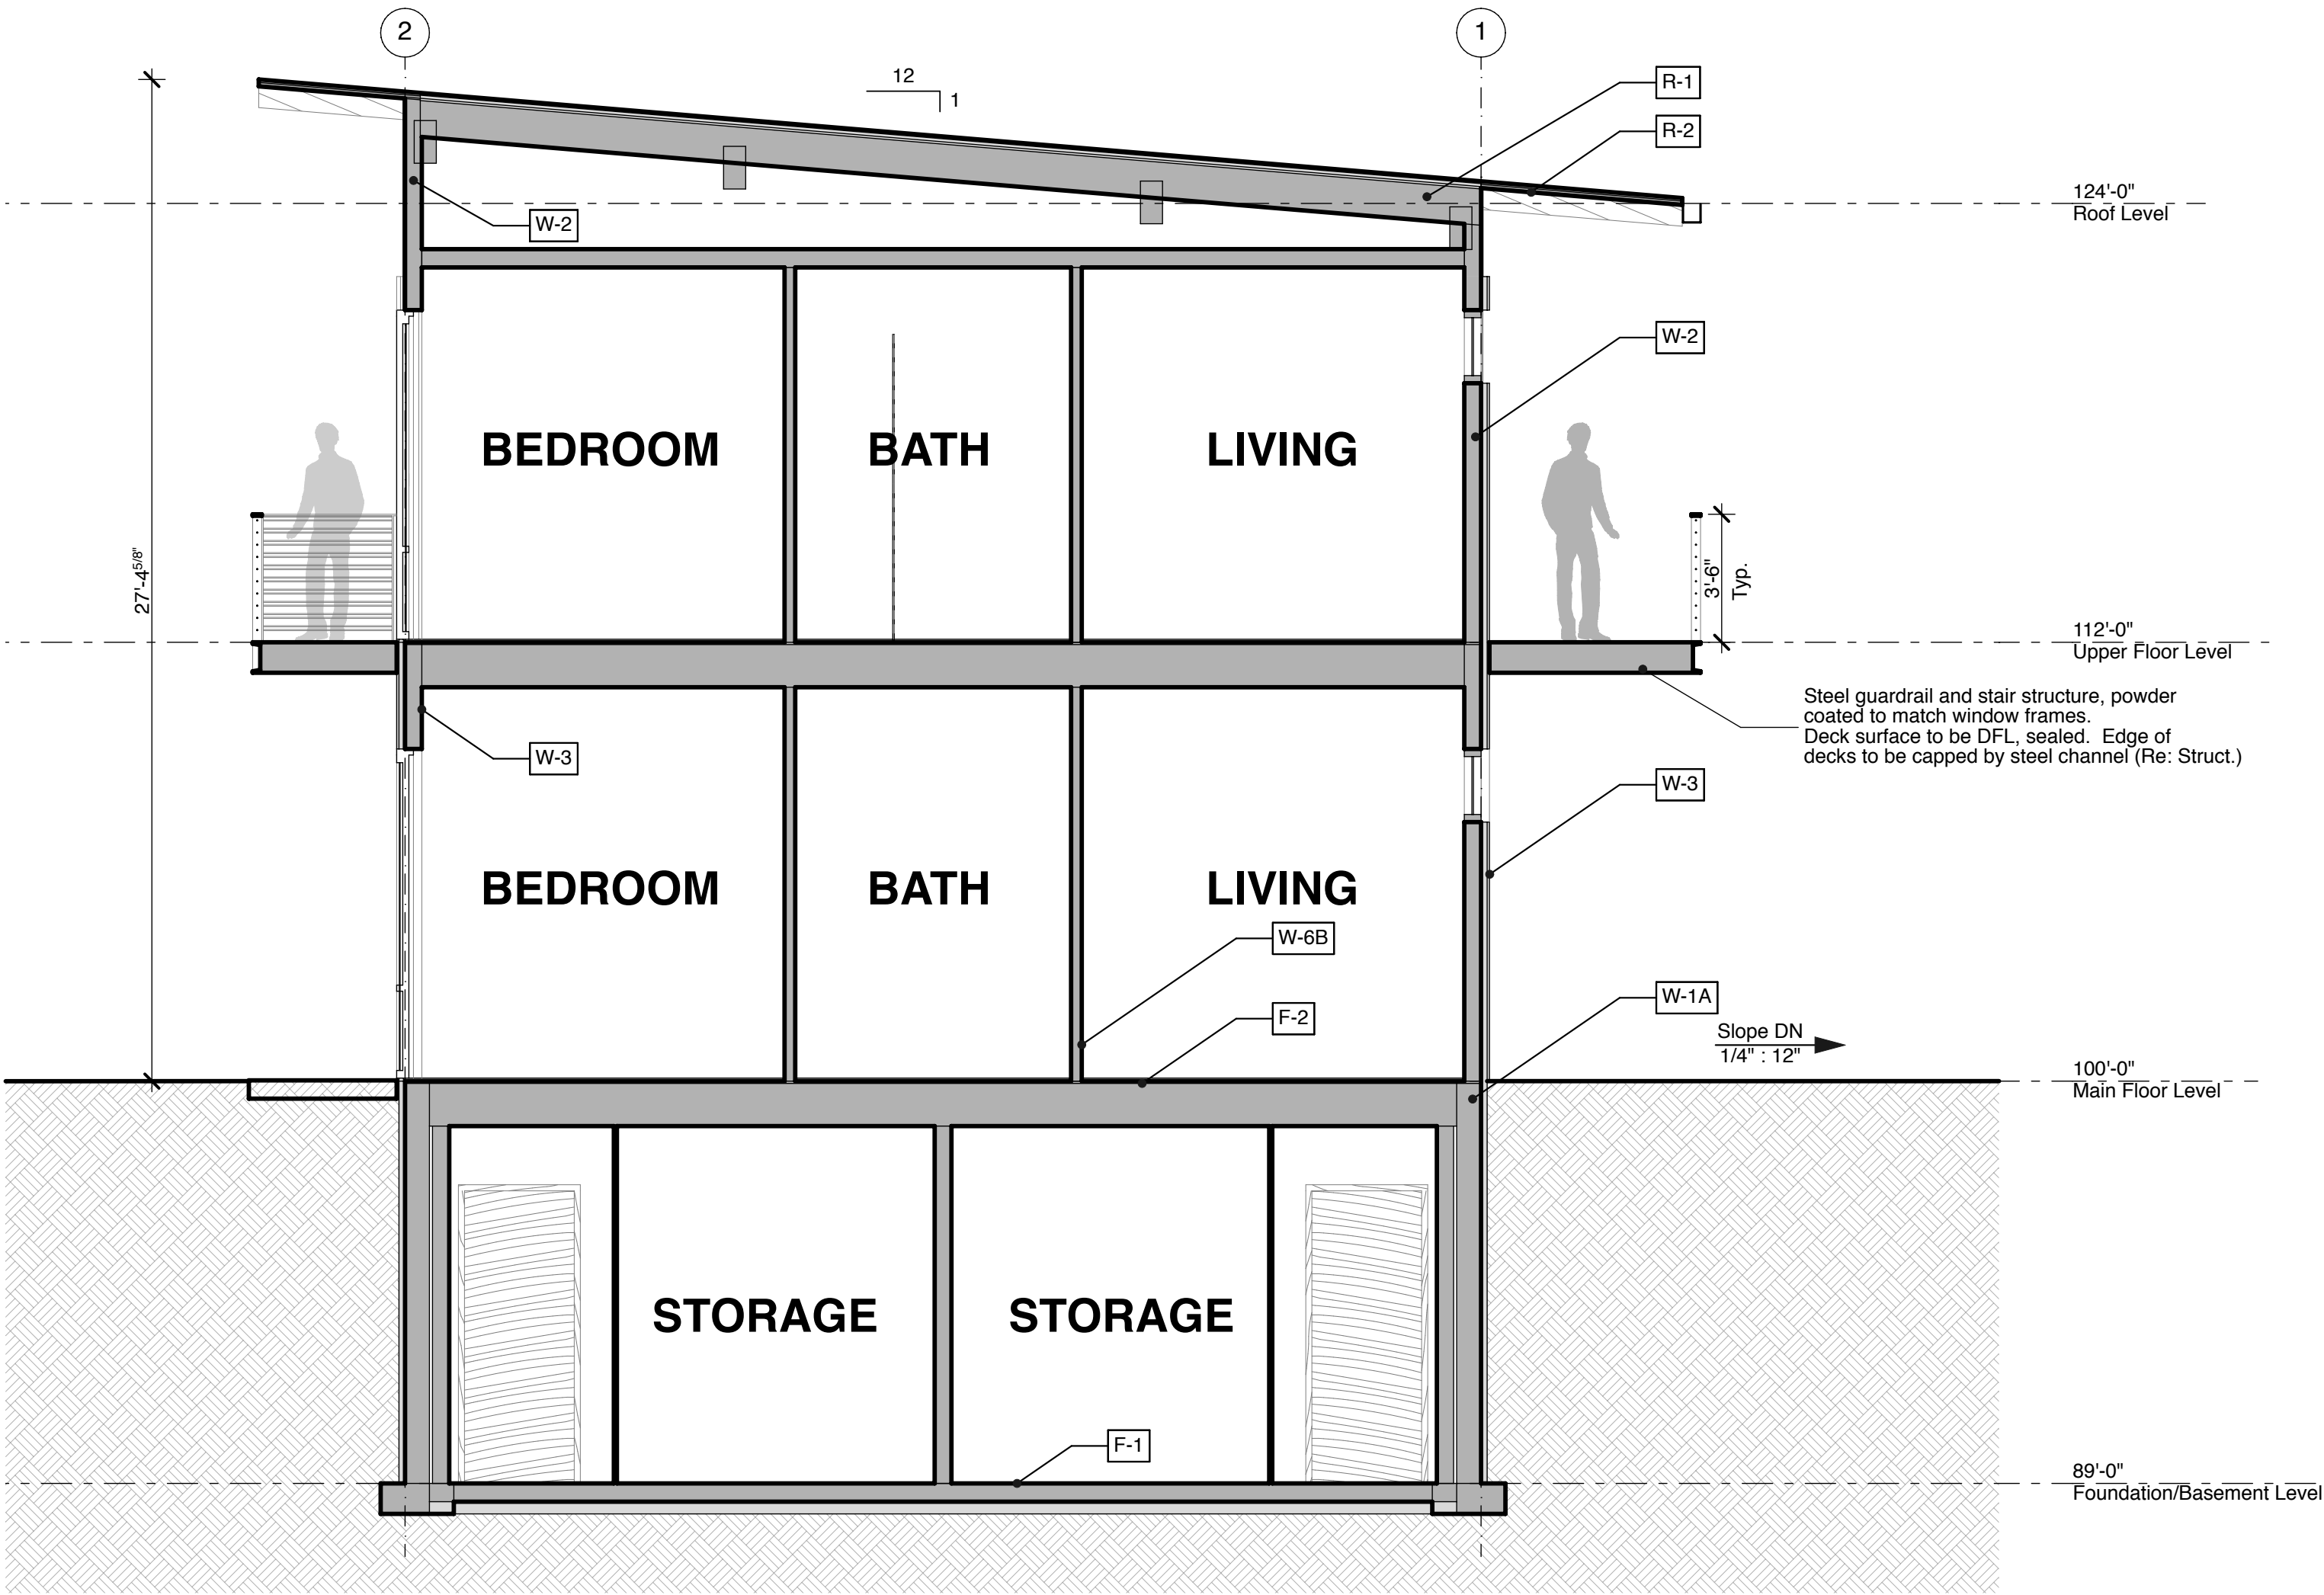 2
1
12
1
R-1
R-2
124'-0"
Roof Level
W-2
W-2
BEDROOM
BATH
LIVING
27'-4 5/8"
3'-6"
Typ.
112'-0"
Upper Floor Level
Steel guardrail and stair structure, powder
coated to match window frames.
Deck surface to be DFL, sealed.  Edge of
decks to be capped by steel channel (Re: Struct.)
W-3
W-3
BEDROOM
BATH
LIVING
W-6B
W-1A
F-2
Slope DN
1/4" : 12"
100'-0"
Main Floor Level
STORAGE
STORAGE
F-1
89'-0"
Foundation/Basement Level